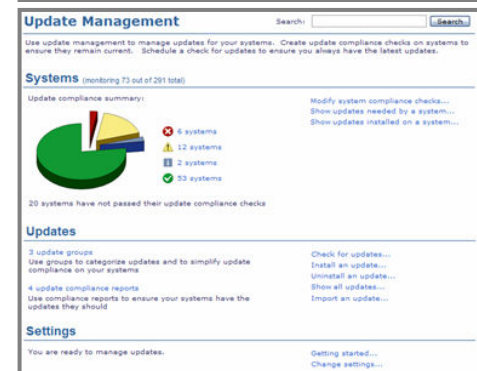 Update Management
Search:
Search
Use update management to manage updates for your systems. Create update compliance checks on systems to
ensure they remain current. Schedule a check for updates to ensure you always have the latest updates.
Systems (monitoring 73 out of 291 total)
Update compliance summary:
6 systems
12 systems
2 systems
53 systems
20 systems have not passed their update compliance checks
Modify system compliance checks...
Show updates needed by a system...
Show updates installed on a system...
Updates
3 update groups
Use groups to categorize updates and to simplify update
compliance on your systems
4 update compliance reports
Use compliance reports to ensure your systems have the
updates they should
Check for updates...
Install an update...
Uninstall an update...
Show all updates...
Import an update...
Settings
You are ready to manage updates.
Getting started...
Change settings...